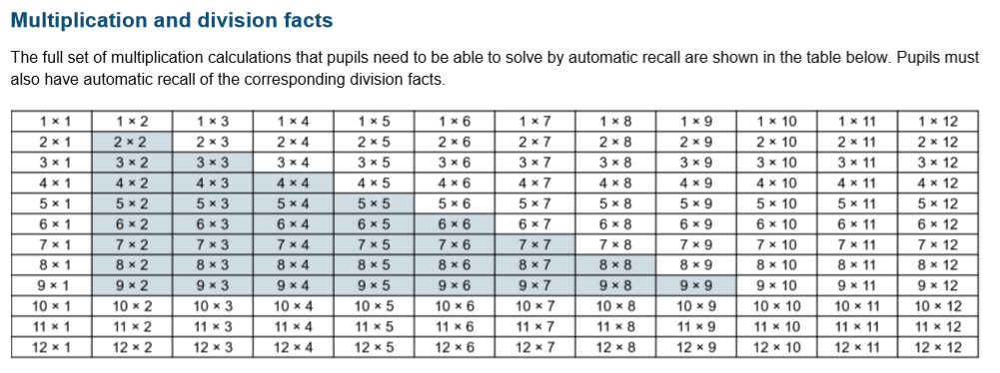 Multiplication and division facts
The full set of multiplication calculations that pupils need to be able to solve by automatic recall are shown in the table below. Pupils must
also have automatic recall of the corresponding division facts.
1 × 1 1 × 2 1 × 3 1 × 4 1 × 5 1 × 6 1 × 7 1 × 8 1 × 9 1 × 10 1 × 11 1 × 12
2 × 1 2 × 2 2 × 3 2 × 4 2 × 5 2 × 6 2 × 7 2 × 8 2 × 9 2 × 10 2 × 11 2 × 12
3 × 1 3 × 2 3 × 3 3 × 4 3 × 5 3 × 6 3 × 7 3 × 8 3 × 9 3 × 10 3 × 11 3 × 12
4 × 1 4 × 2 4 × 3 4 × 4 4 × 5 4 × 6 4 × 7 4 × 8 4 × 9 4 × 10 4 × 11 4 × 12
5 × 1 5 × 2 5 × 3 5 × 4 5 × 5 5 × 6 5 × 7 5 × 8 5 × 9 5 × 10 5 × 11 5 × 12
6 × 1 6 × 2 6 × 3 6 × 4 6 × 5 6 × 6 6 × 7 6 × 8 6 × 9 6 × 10 6 × 11 6 × 12
7 × 1 7 × 2 7 × 3 7 × 4 7 × 5 7 × 6 7 × 7 7 × 8 7 × 9 7 × 10 7 × 11 7 × 12
8 × 1 8 × 2 8 × 3 8 × 4 8 × 5 8 × 6 8 × 7 8 × 8 8 × 9 8 × 10 8 × 11 8 × 12
9 × 1 9 × 2 9 × 3 9 × 4 9 × 5 9 × 6 9 × 7 9 × 8 9 × 9 9 × 10 9 × 11 9 × 12
10 × 1 10 × 2 10 × 3 10 × 4 10 × 5 10 × 6 10 × 7 10 × 8 10 × 9 10 × 10 10 × 11 10 × 12
11 × 1 11 × 2 11 × 3 11 × 4 11 × 5 11 × 6 11 × 7 11 × 8 11 × 9 11 × 10 11 × 11 11 × 12
12 × 1 12 × 2 12 × 3 12 × 4 12 × 5 12 × 6 12 × 7 12 × 8 12 × 9 12 × 10 12 × 11 12 × 12